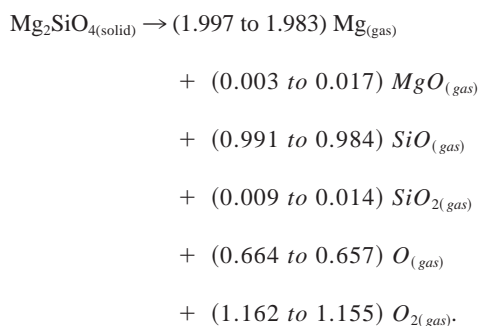 Mg₂SiO₄(solid) → (1.997 to 1.983) Mg(gas)
+ (0.003 to 0.017) MgO(gas)
+ (0.991 to 0.984) SiO(gas)
+ (0.009 to 0.014) SiO₂(gas)
+ (0.664 to 0.657) O(gas)
+ (1.162 to 1.155) O₂(gas).